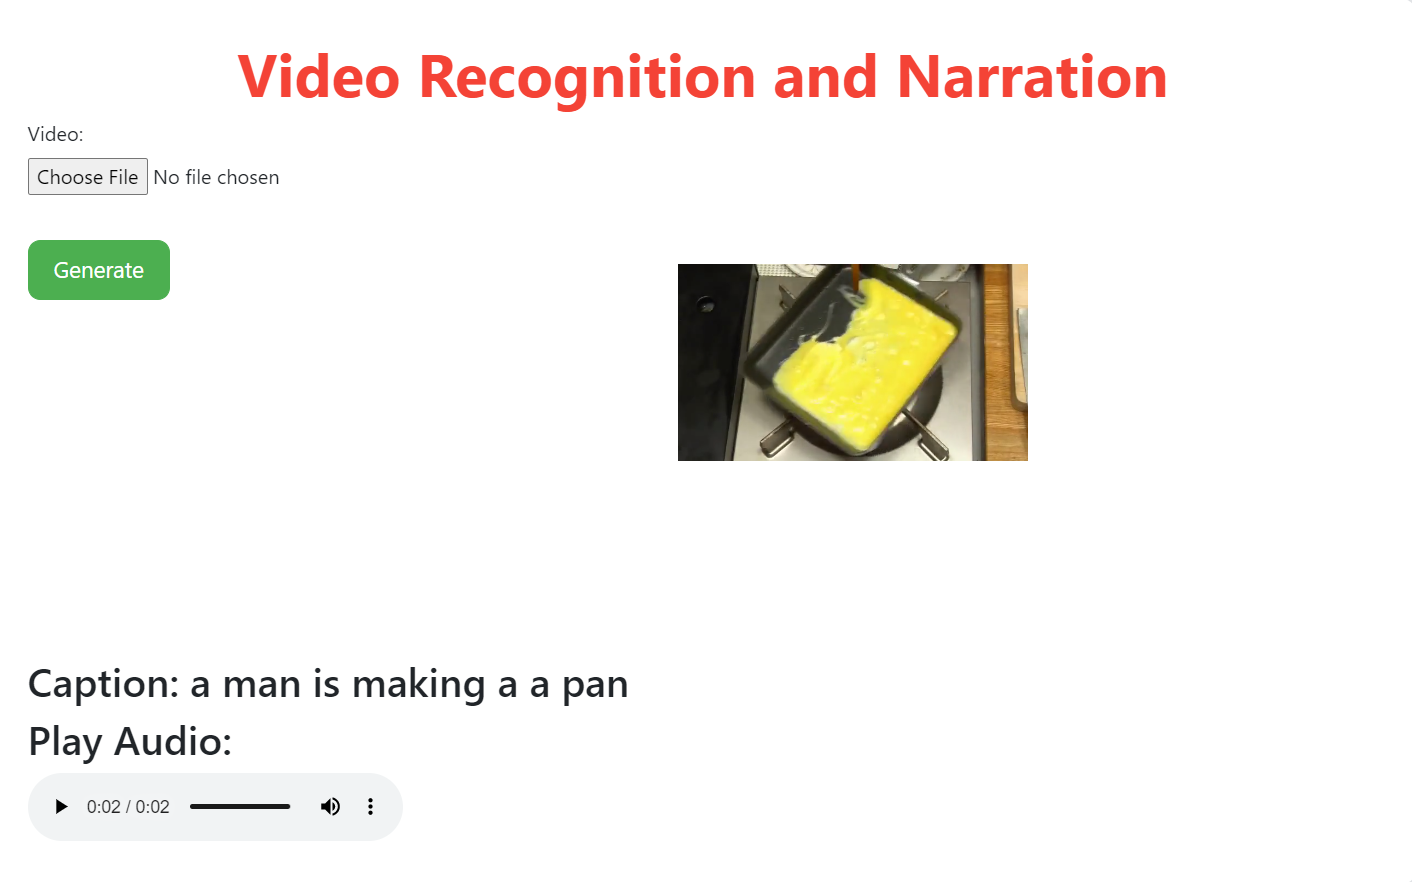 Video Recognition and Narration
Video:
Choose File No file chosen
Generate
Caption: a man is making a a pan
Play Audio:
0:02 / 0:02